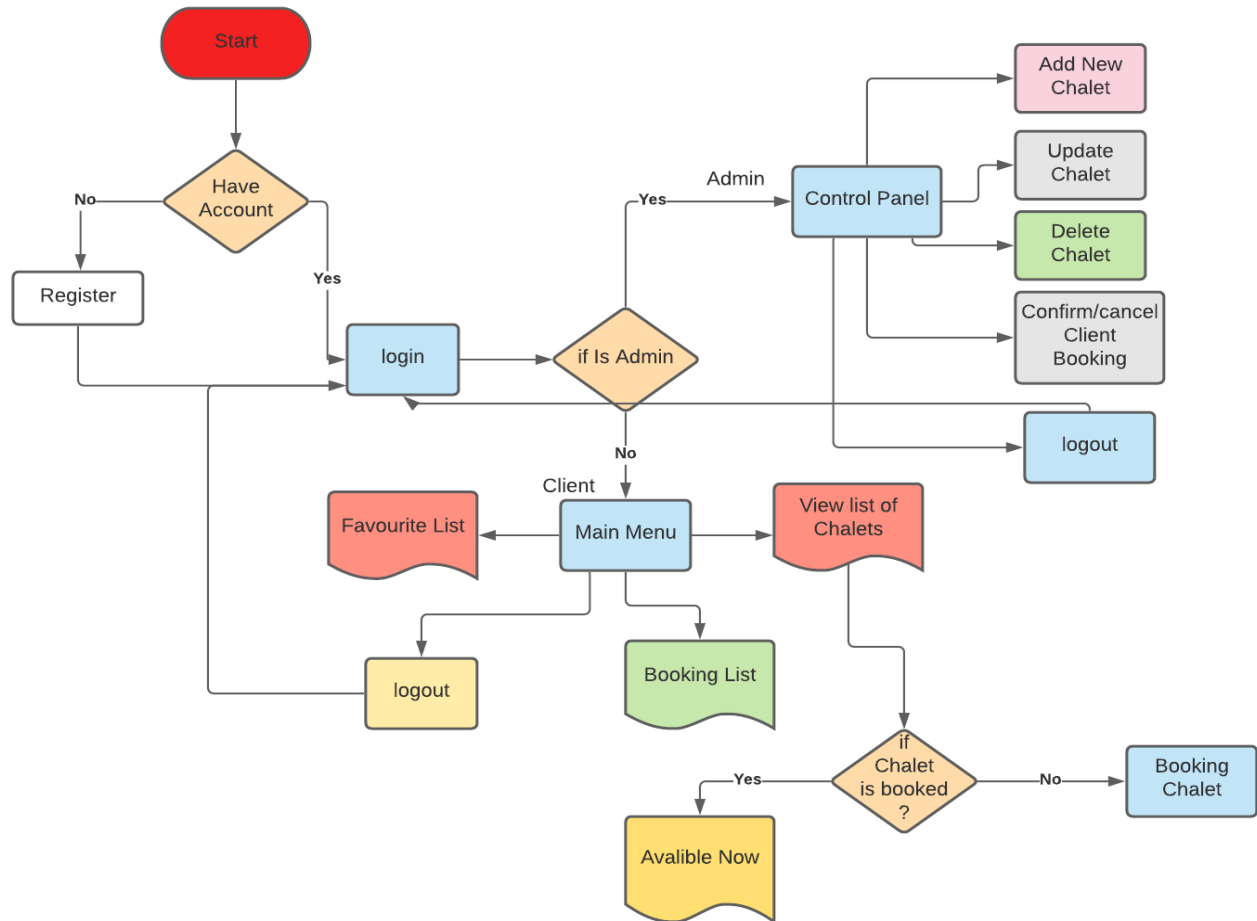 Start
Add New
Chalet
Have
Account
No
Yes
Register
login
if Is Admin
Yes
Admin
Control Panel
Update
Chalet
Delete
Chalet
Confirm/cancel
Client
Booking
logout
No
Client
Main Menu
Favourite List
View list of
Chalets
logout
Booking List
if
Chalet
is booked
?
Yes
No
Avalible Now
Booking
Chalet